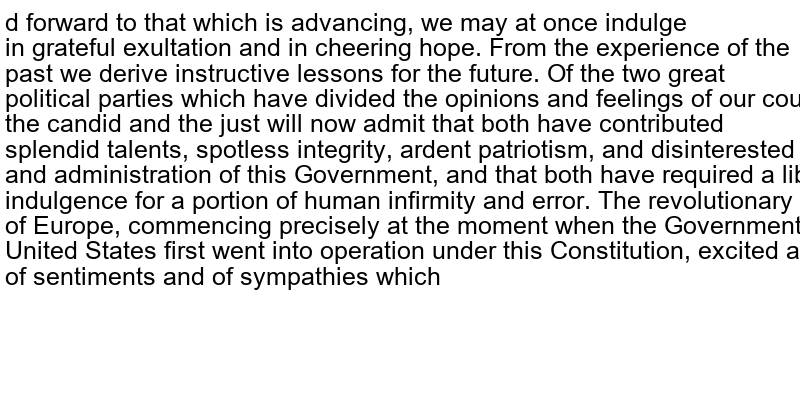 d forward to that which is advancing, we may at once indulge
in grateful exultation and in cheering hope. From the experience of the
past we derive instructive lessons for the future. Of the two great
political parties which have divided the opinions and feelings of our cou
the candid and the just will now admit that both have contributed
splendid talents, spotless integrity, ardent patriotism, and disinterested
and administration of this Government, and that both have required a lib
indulgence for a portion of human infirmity and error. The revolutionary
of Europe, commencing precisely at the moment when the Government
United States first went into operation under this Constitution, excited a
of sentiments and of sympathies which